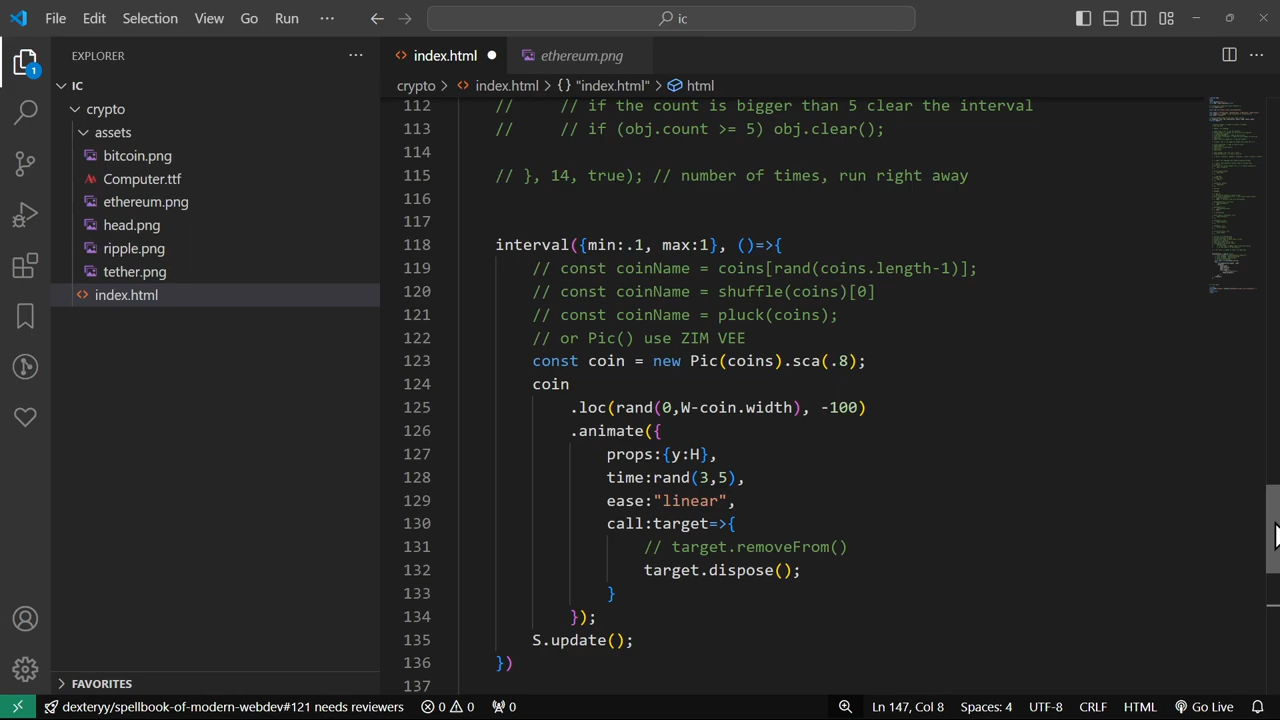 File Edit Selection View Go Run ··· ic
EXPLORER ···
index.html ethereum.png ···
IC
crypto > index.html > {} "index.html" > html
crypto
assets
bitcoin.png
Computer.ttf
ethereum.png
head.png
ripple.png
tether.png
index.html
112 // // if the count is bigger than 5 clear the interval
113 // // if (obj.count >= 5) obj.clear();
114
115 // }, 14, true); // number of times, run right away
116
117
118 interval({min:.1, max:1}, ()=>{
119 // const coinName = coins[rand(coins.length-1)];
120 // const coinName = shuffle(coins)[0]
121 // const coinName = pluck(coins);
122 // or Pic() use ZIM VEE
123 const coin = new Pic(coins).sca(.8);
124 coin
125 .loc(rand(0,W-coin.width), -100)
126 .animate({
127 props:{y:H},
128 time:rand(3,5),
129 ease:"linear",
130 call:target=>{
131 // target.removeFrom()
132 target.dispose();
133 }
134 });
135 S.update();
136 })
137
1
FAVORITES
dexteryy/spellbook-of-modern-webdev#121 needs reviewers 0 0 0 Ln 147, Col 8 Spaces: 4 UTF-8 CRLF HTML Go Live